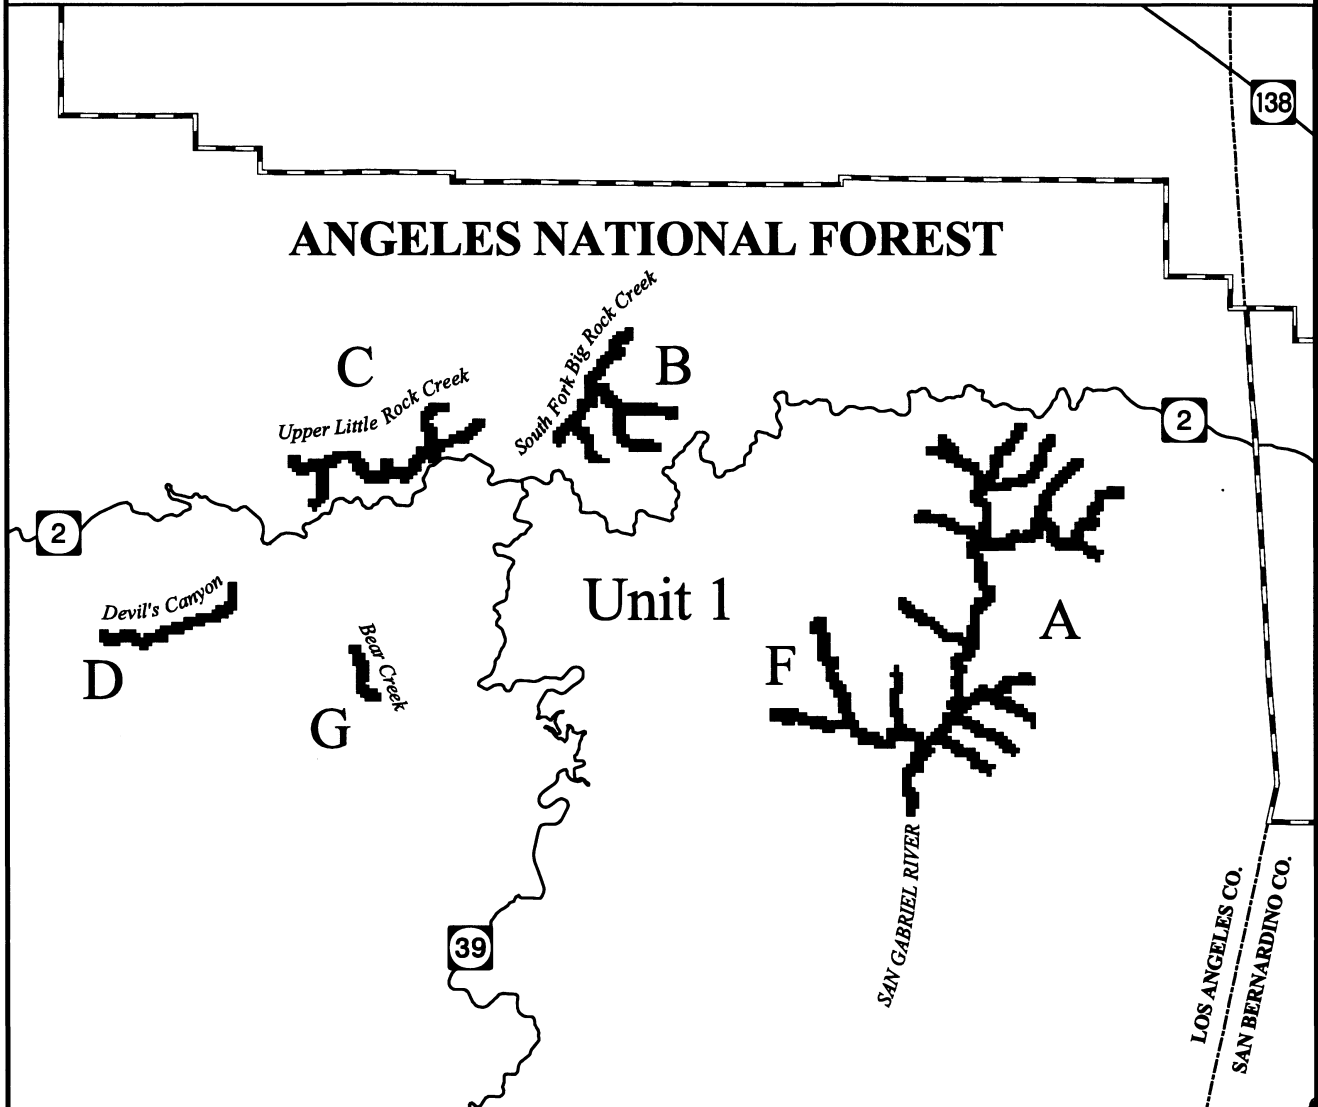 138
ANGELES NATIONAL FOREST
South Fork Big Rock Creek
C
B
Upper Little Rock Creek
2
2
Devil's Canyon
Unit 1
A
Bear Creek
F
D
G
SAN GABRIEL RIVER
39
LOS ANGELES CO.
SAN BERNARDINO CO.